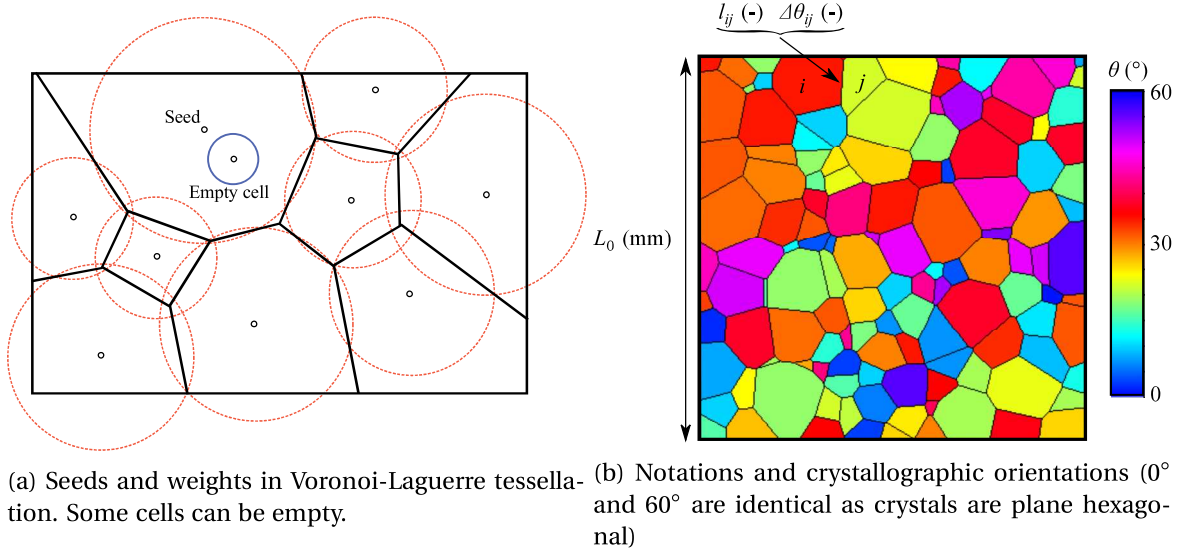 Seed
Empty cell
(a) Seeds and weights in Voronoi-Laguerre tessella-
tion. Some cells can be empty.
l_ij (-) Δθ_ij (-)
i
j
L_0 (mm)
θ (°)
60
30
0
(b) Notations and crystallographic orientations (0°
and 60° are identical as crystals are plane hexago-
nal)